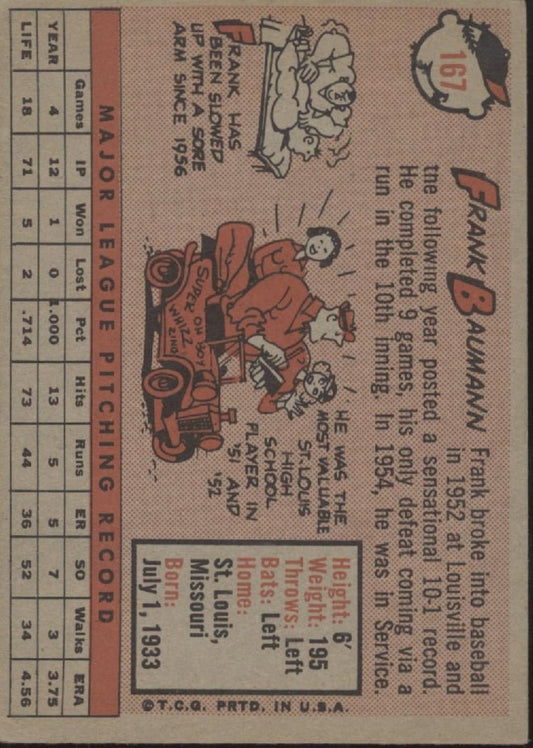 167
FRANK BAUMANN
Frank broke into baseball
in 1952 at Louisville and
the following year posted a sensational 10-1 record.
He completed 9 games, his only defeat coming via a
run in the 10th inning. In 1954, he was in Service.
FRANK HAS
BEEN SLOWED
UP WITH A SORE
ARM SINCE 1956
HE WAS THE
MOST VALUABLE
ST. LOUIS
HIGH
SCHOOL
PLAYER IN
'51 AND
'52
OH BOY
SUPER
WHIZZ
ZING
Height: 6'
Weight: 195
Throws: Left
Bats: Left
Home:
St. Louis,
Missouri
Born:
July 1, 1933
©T.C.G. PRTD. IN U.S.A.
MAJOR LEAGUE PITCHING RECORD
Games IP Won Lost Pct Hits Runs ER SO Walks ERA
YEAR 4 12 1 0 1.000 13 5 5 7 3 3.75
LIFE 18 71 5 2 .714 73 44 36 52 34 4.56